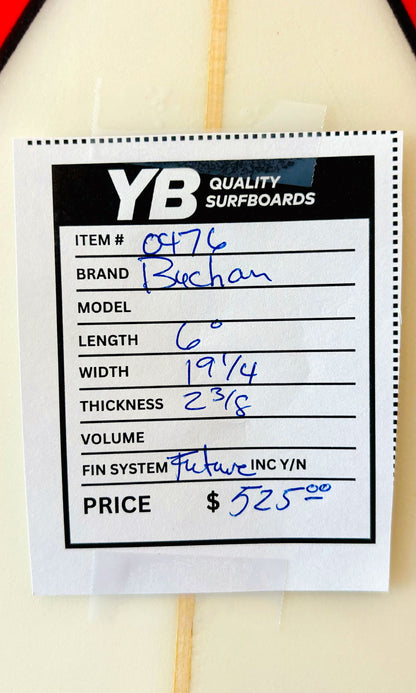 YB QUALITY
SURFBOARDS
ITEM # 0476
BRAND Buchan
MODEL
LENGTH 6°
WIDTH 19 1/4
THICKNESS 2 3/8
VOLUME
FIN SYSTEM Future INC Y/N
PRICE $ 525.00